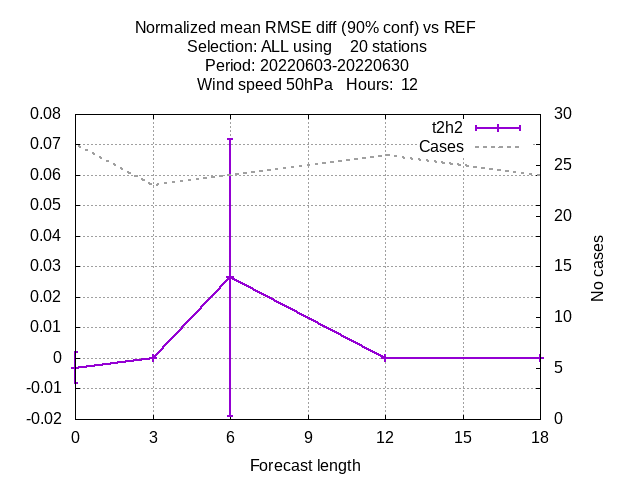 Normalized mean RMSE diff (90% conf) vs REF
Selection: ALL using    20 stations
Period: 20220603-20220630
Wind speed 50hPa   Hours:  12
t2h2
Cases
0.08
0.07
0.06
0.05
0.04
0.03
0.02
0.01
0
-0.01
-0.02
30
25
20
15
10
5
0
No cases
0 3 6 9 12 15 18
Forecast length